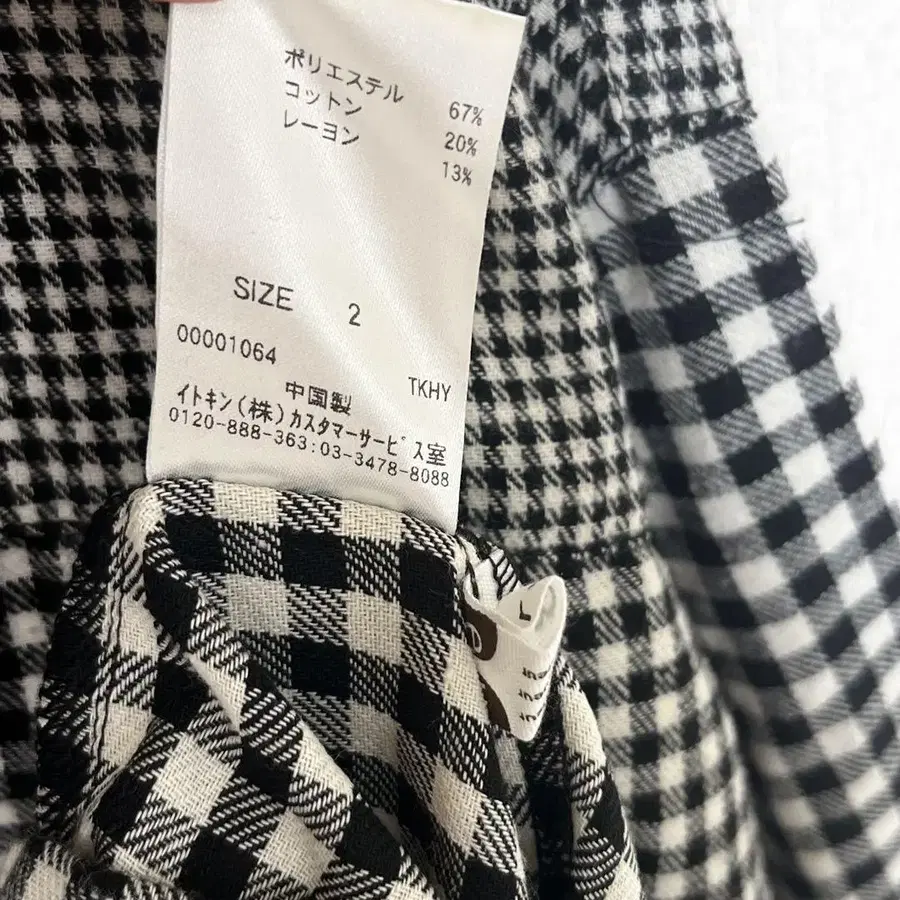 ポリエステル 67%
コットン 20%
レーヨン 13%
SIZE 2
00001064
中国製 TKHY
イトキン(株)カスタマーサービス室
0120-888-363:03-3478-8088